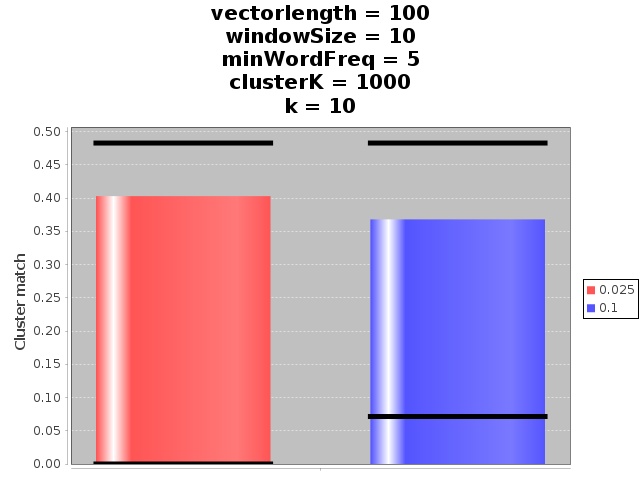 vectorlength = 100
windowSize = 10
minWordFreq = 5
clusterK = 1000
k = 10
0.50
0.45
0.40
0.35
0.30
0.25
0.20
0.15
0.10
0.05
0.00
Cluster match
0.025
0.1